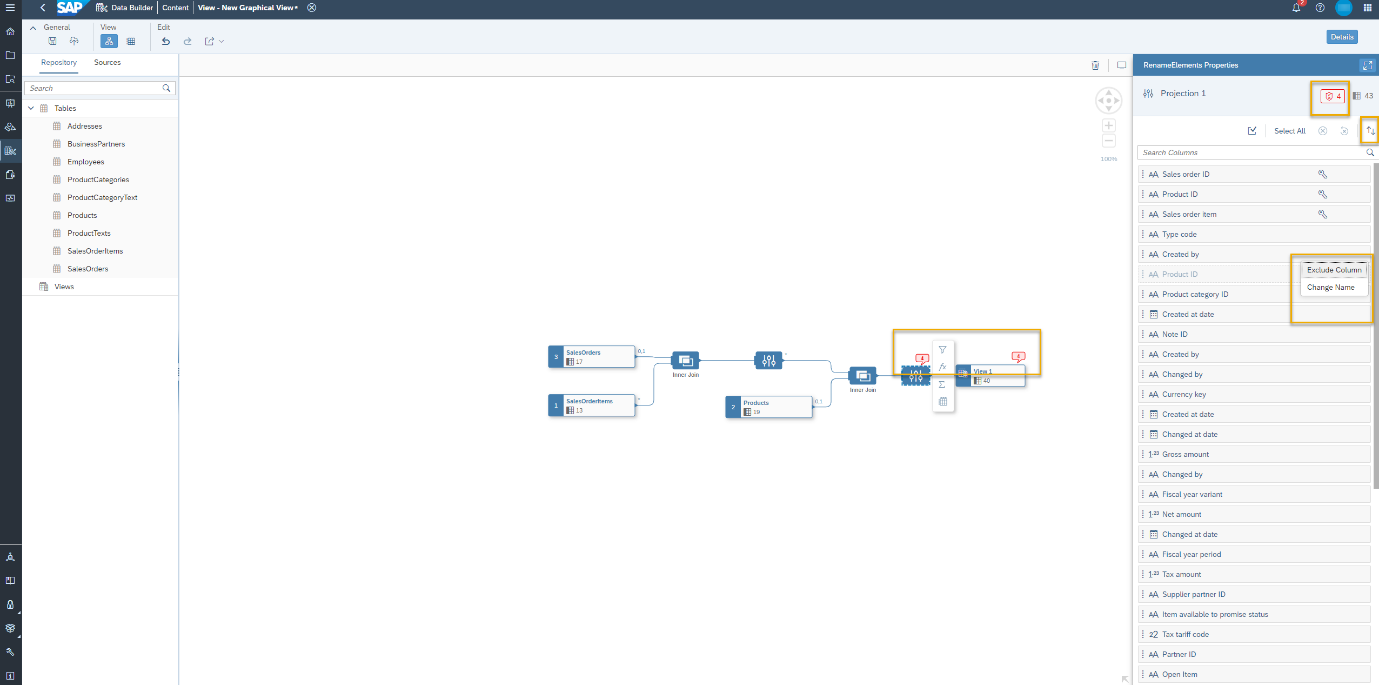 SAP
Data Builder
Content
View - New Graphical View*
2
General
View
Edit
Details
Repository
Sources
Search
Tables
Addresses
BusinessPartners
Employees
ProductCategories
ProductCategoryText
Products
ProductTexts
SalesOrderItems
SalesOrders
Views
100%
3
SalesOrders
17
0,1
Inner Join
*
1
SalesOrderItems
13
*
2
Products
39
0,1
Inner Join
4
4
fx
Σ
View 1
40
RenameElements Properties
Projection 1
4
43
Select All
Search Columns
AA Sales order ID
AA Product ID
AA Sales order item
AA Type code
AA Created by
AA Product ID
Exclude Column
Change Name
AA Product category ID
Created at date
AA Note ID
AA Created by
AA Changed by
AA Currency key
Created at date
Changed at date
1.23 Gross amount
AA Changed by
AA Fiscal year variant
1.23 Net amount
Created at date
AA Fiscal year period
1.23 Tax amount
AA Supplier partner ID
AA Item available to promise status
Tax tariff code
AA Partner ID
AA Open Item